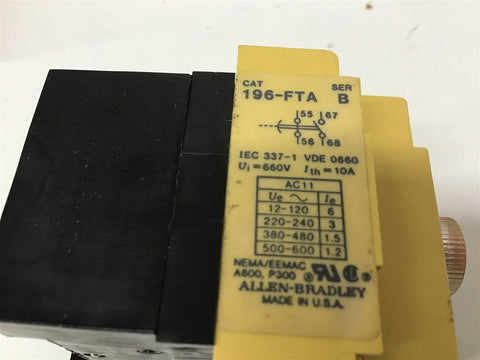 CAT SER
196-FTA B
55 67
56 68
IEC 337-1 VDE 0660
Ui=660V Ith=10A
AC11
Ue ~ Ie
12-120 6
220-240 3
380-480 1.5
500-600 1.2
NEMA/EEMAC
A600, P300
ALLEN-BRADLEY
MADE IN U.S.A.